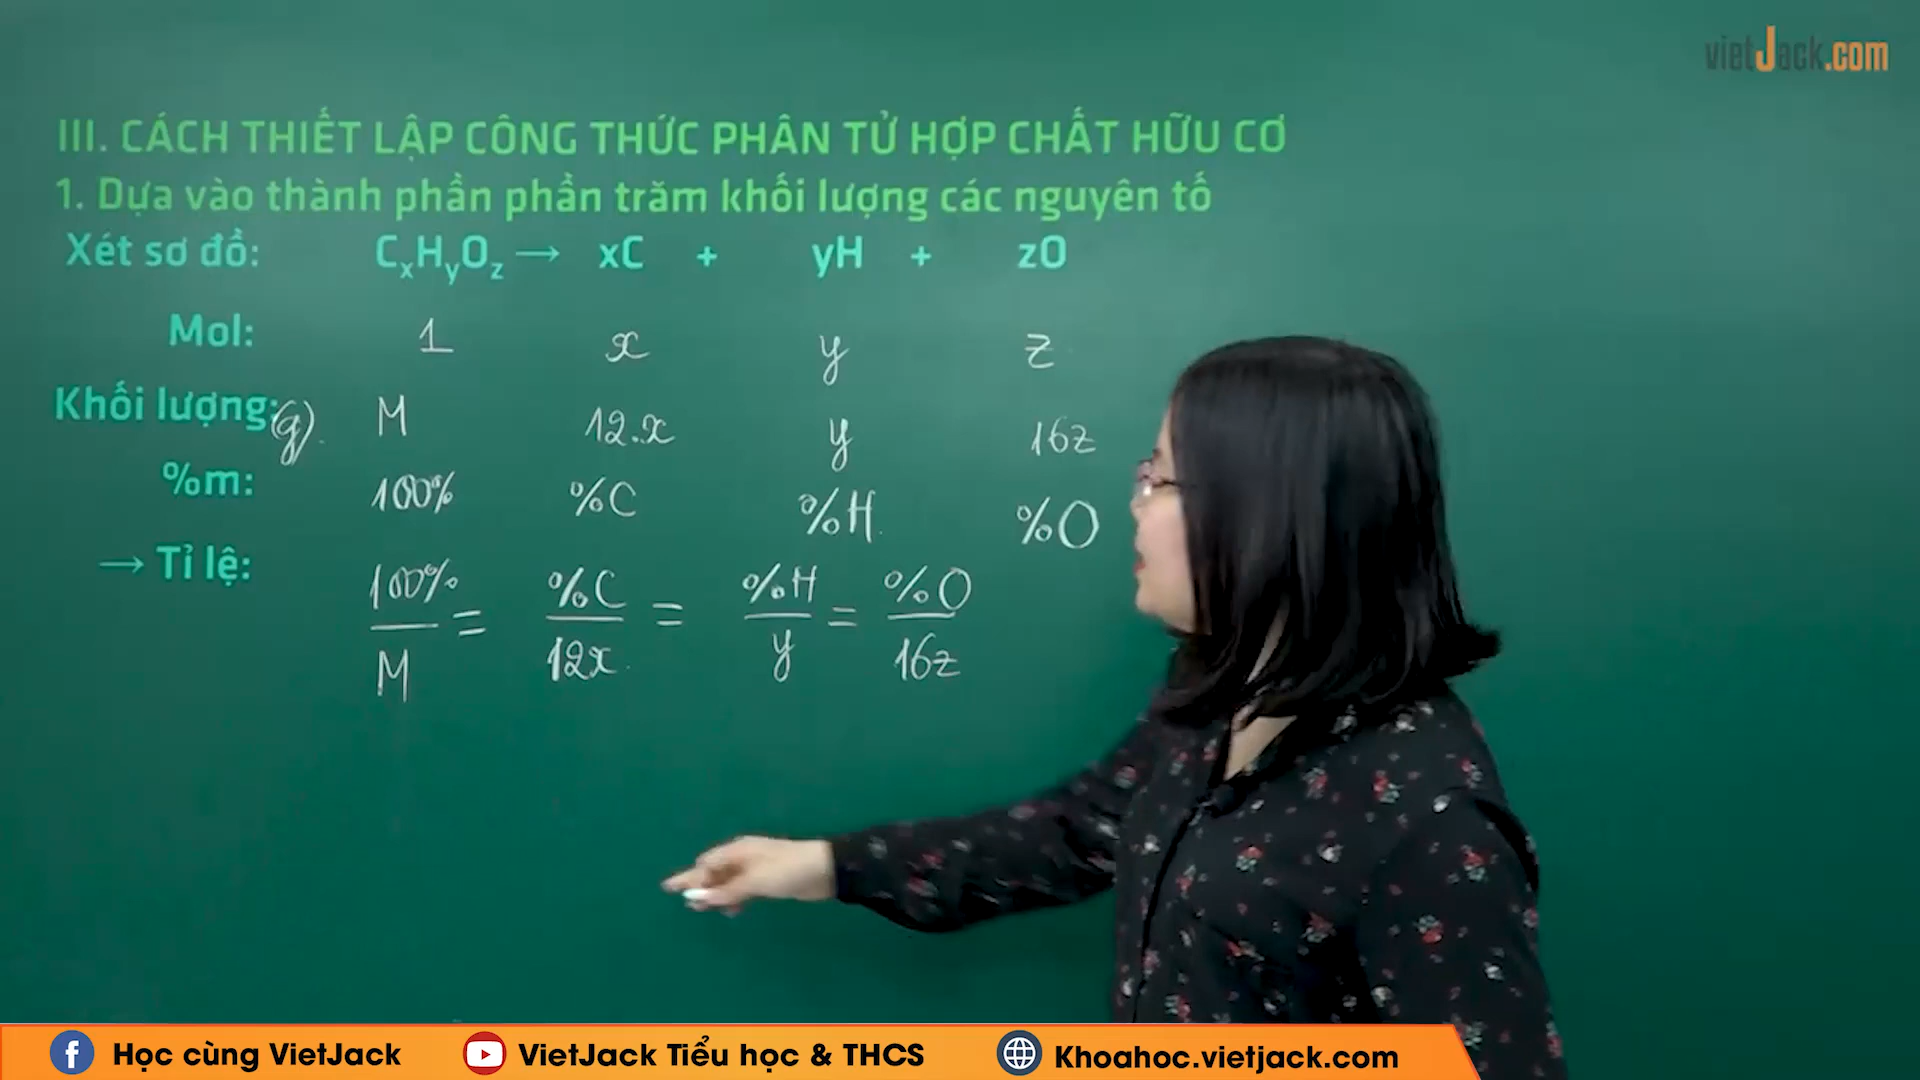 vietJack.com
III. CÁCH THIẾT LẬP CÔNG THỨC PHÂN TỬ HỢP CHẤT HỮU CƠ
1. Dựa vào thành phần phần trăm khối lượng các nguyên tố
Xét sơ đồ: CxHyOz → xC + yH + zO
Mol: 1 x y z
Khối lượng: (g). M 12.x y 16z
%m: 100% %C %H %O
→ Tỉ lệ: 100%/M = %C/12x = %H/y = %O/16z
Học cùng VietJack VietJack Tiểu học & THCS Khoahoc.vietjack.com